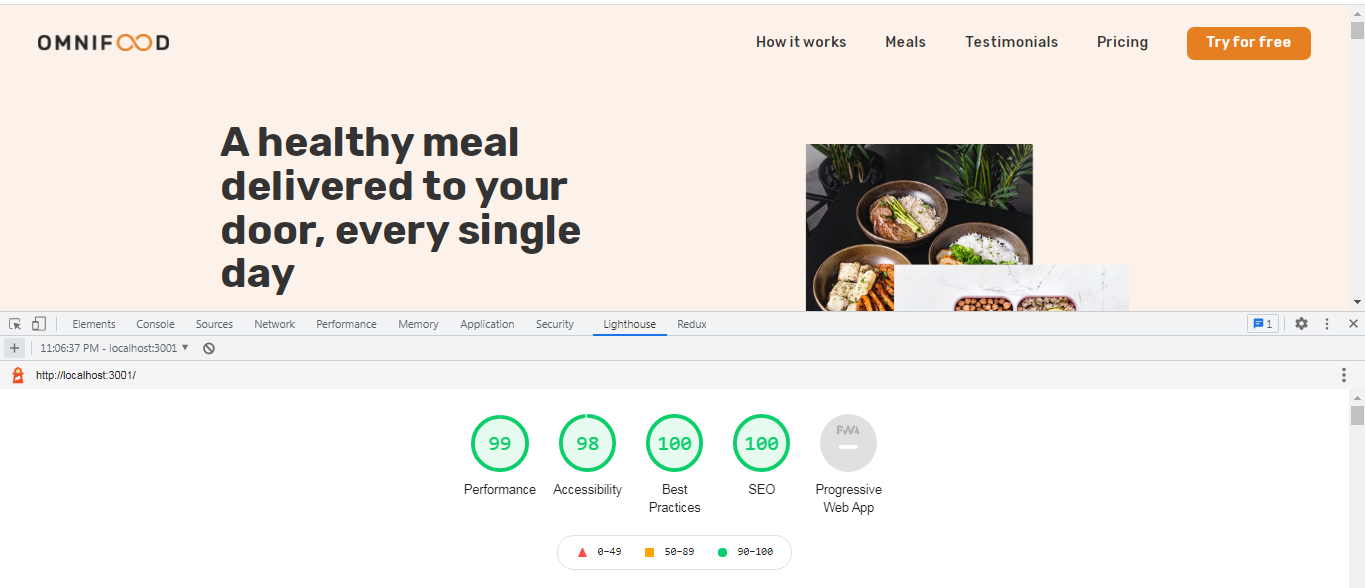 OMNIFOOD
How it works Meals Testimonials Pricing Try for free
A healthy meal
delivered to your
door, every single
day
Elements Console Sources Network Performance Memory Application Security Lighthouse Redux 1
11:06:37 PM - localhost:3001
http://localhost:3001/
99 98 100 100 PWA
Performance Accessibility Best Practices SEO Progressive Web App
0–49 50–89 90–100